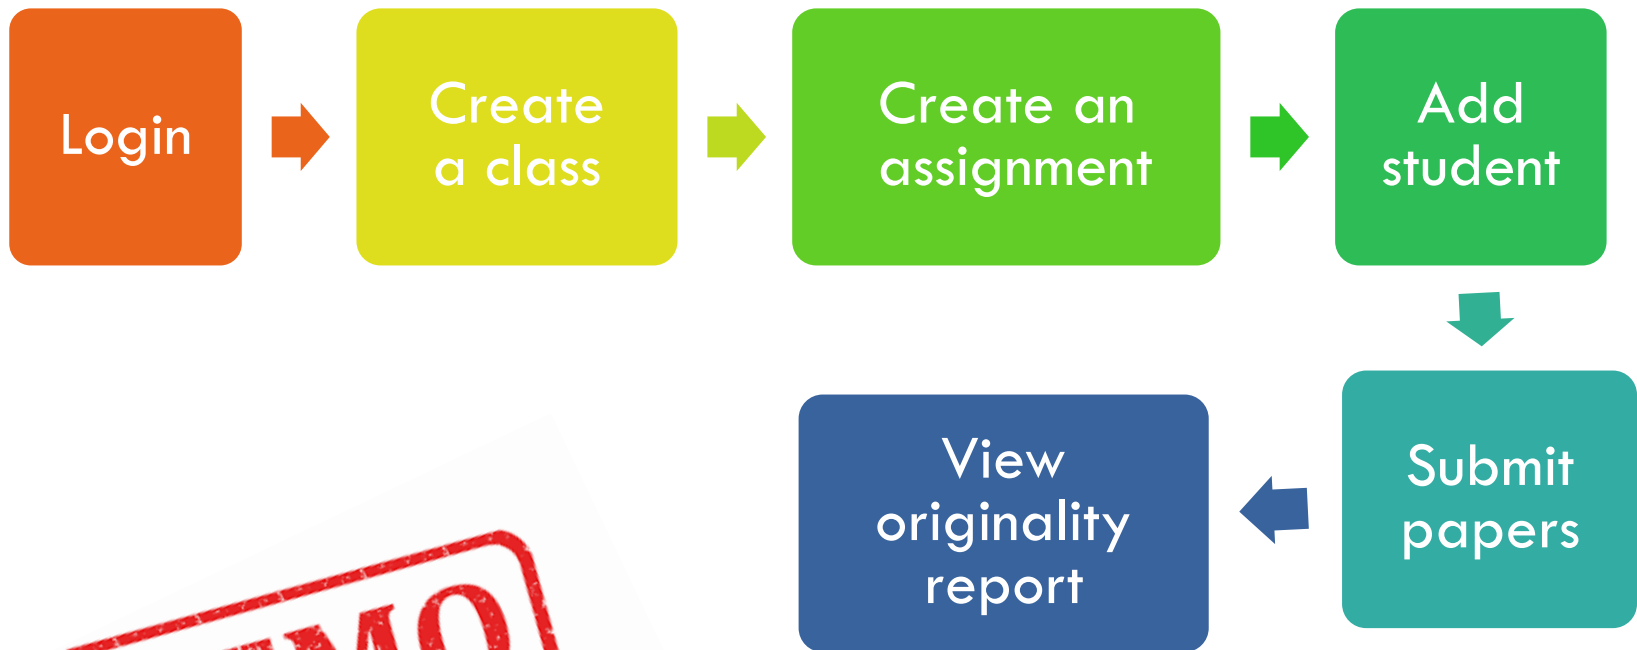 Login
Create
a class
Create an
assignment
Add
student
Submit
papers
View
originality
report